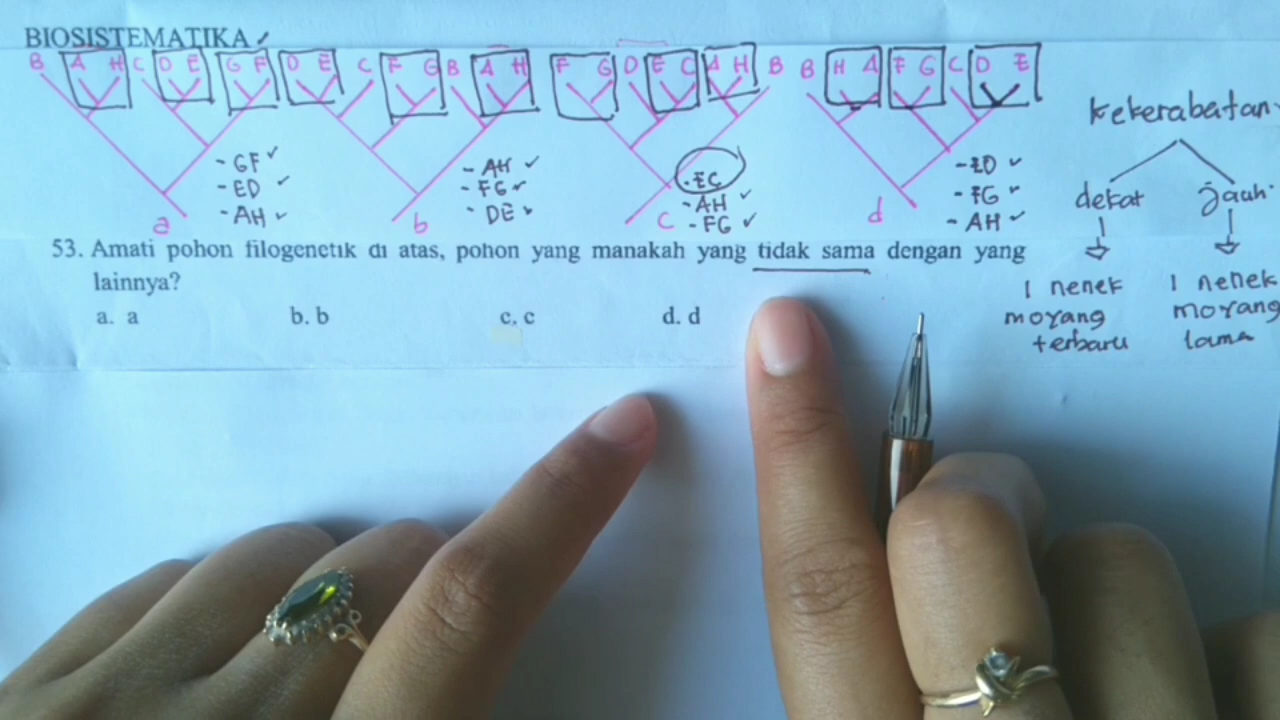 BIOSISTEMATIKA
B A H C D E G F D E C F G B A H F G D E C A H B B H A F G C D E
kekerabatan
dekat jauh
1 nenek moyang terbaru
1 nenek moyang lama
- GF ✓
- ED ✓
- AH ✓
a
- AH ✓
- FG ✓
- DE ✓
b
- EC
- AH ✓
- FG ✓
c
- ED ✓
- FG ✓
- AH ✓
d
53. Amati pohon filogenetik di atas, pohon yang manakah yang tidak sama dengan yang
lainnya?
a. a b. b c. c d. d